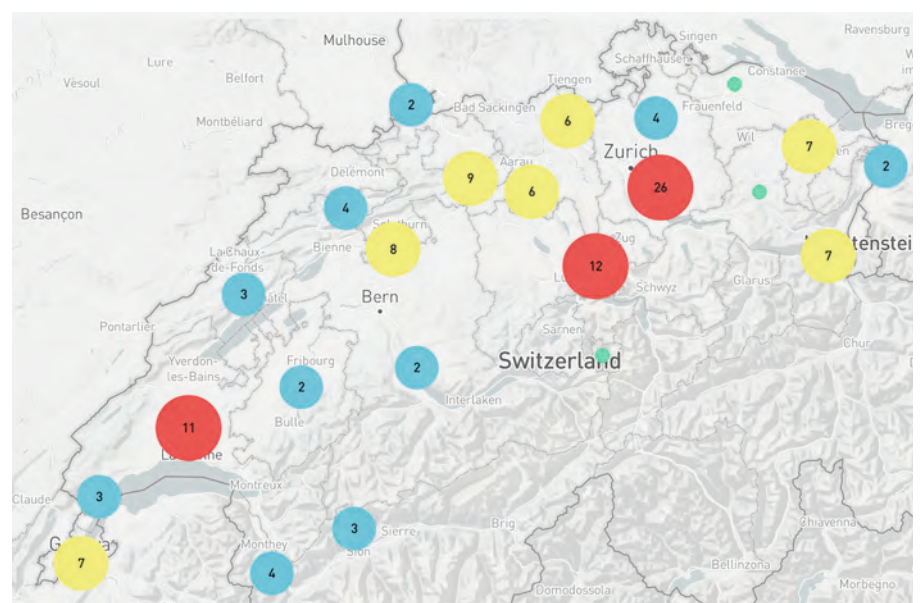 Ravensburg
Singen
Mulhouse
Schaffhausen
Lure
Vesoul
Belfort
Tiengen
Constance
2
Bad Säckingen
Frauenfeld
Montbéliard
6
4
Wil
7
Zurich
Aarau
2
Delémont
9
6
26
4
Besançon
8
Zug
La Chaux-
de-Fonds
Bienne
7
12
Glarus
3
Schwyz
Bern
Pontarlier
Sarnen
Chur
Yverdon-
les-Bains
Fribourg
Switzerland
2
2
Interlaken
Bulle
11
Montreux
Claude
3
3
Sierre
Brig
Chiavenna
Monthey
Sion
7
4
Bellinzona
Domodossola
Morbegno